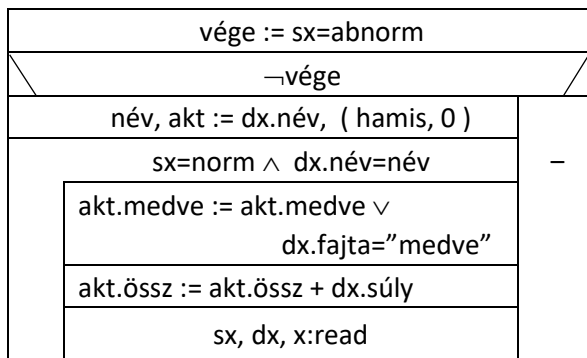 vége := sx=abnorm
¬vége
név, akt := dx.név, ( hamis, 0 )
sx=norm ∧ dx.név=név
–
akt.medve := akt.medve ∨
dx.fajta=”medve”
akt.össz := akt.össz + dx.súly
sx, dx, x:read